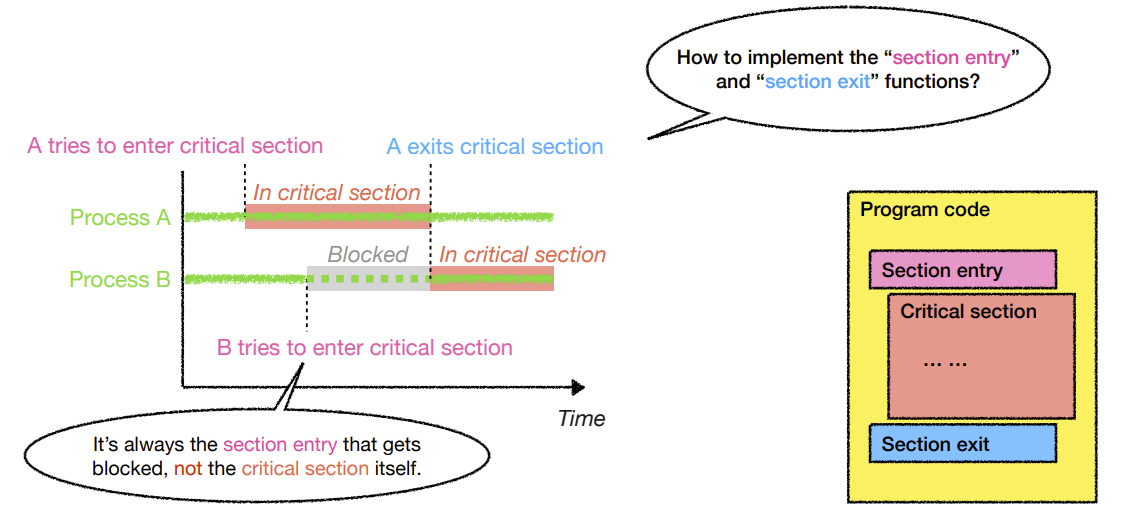 How to implement the “section entry”
and “section exit” functions?
A tries to enter critical section
A exits critical section
In critical section
Process A
Blocked
In critical section
Process B
B tries to enter critical section
Time
It’s always the section entry that gets
blocked, not the critical section itself.
Program code
Section entry
Critical section
... ...
Section exit